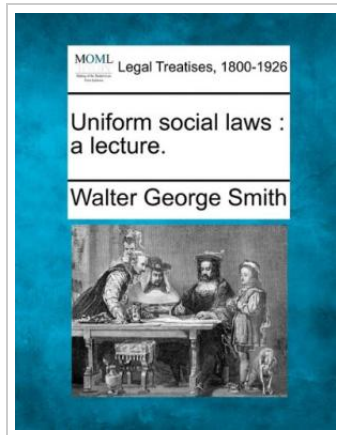 MOML
Legal Treatises, 1800-1926
Uniform social laws :
a lecture.
Walter George Smith